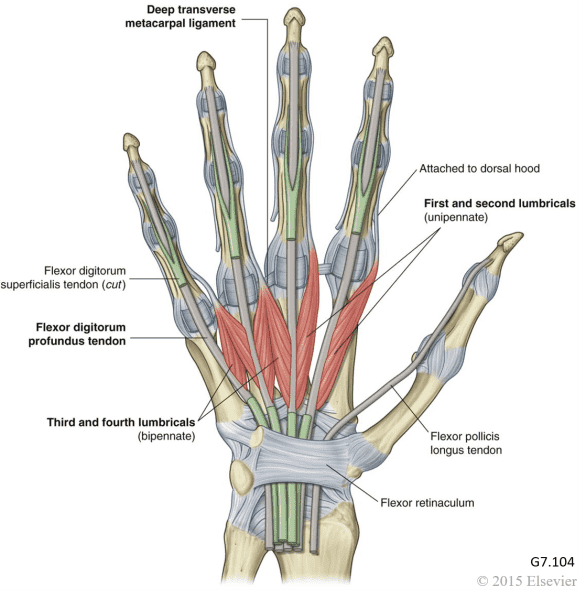 Deep transverse
metacarpal ligament
Attached to dorsal hood
First and second lumbricals
(unipennate)
Flexor digitorum
superficialis tendon (cut)
Flexor digitorum
profundus tendon
Third and fourth lumbricals
(bipennate)
Flexor pollicis
longus tendon
Flexor retinaculum
G7.104
© 2015 Elsevier